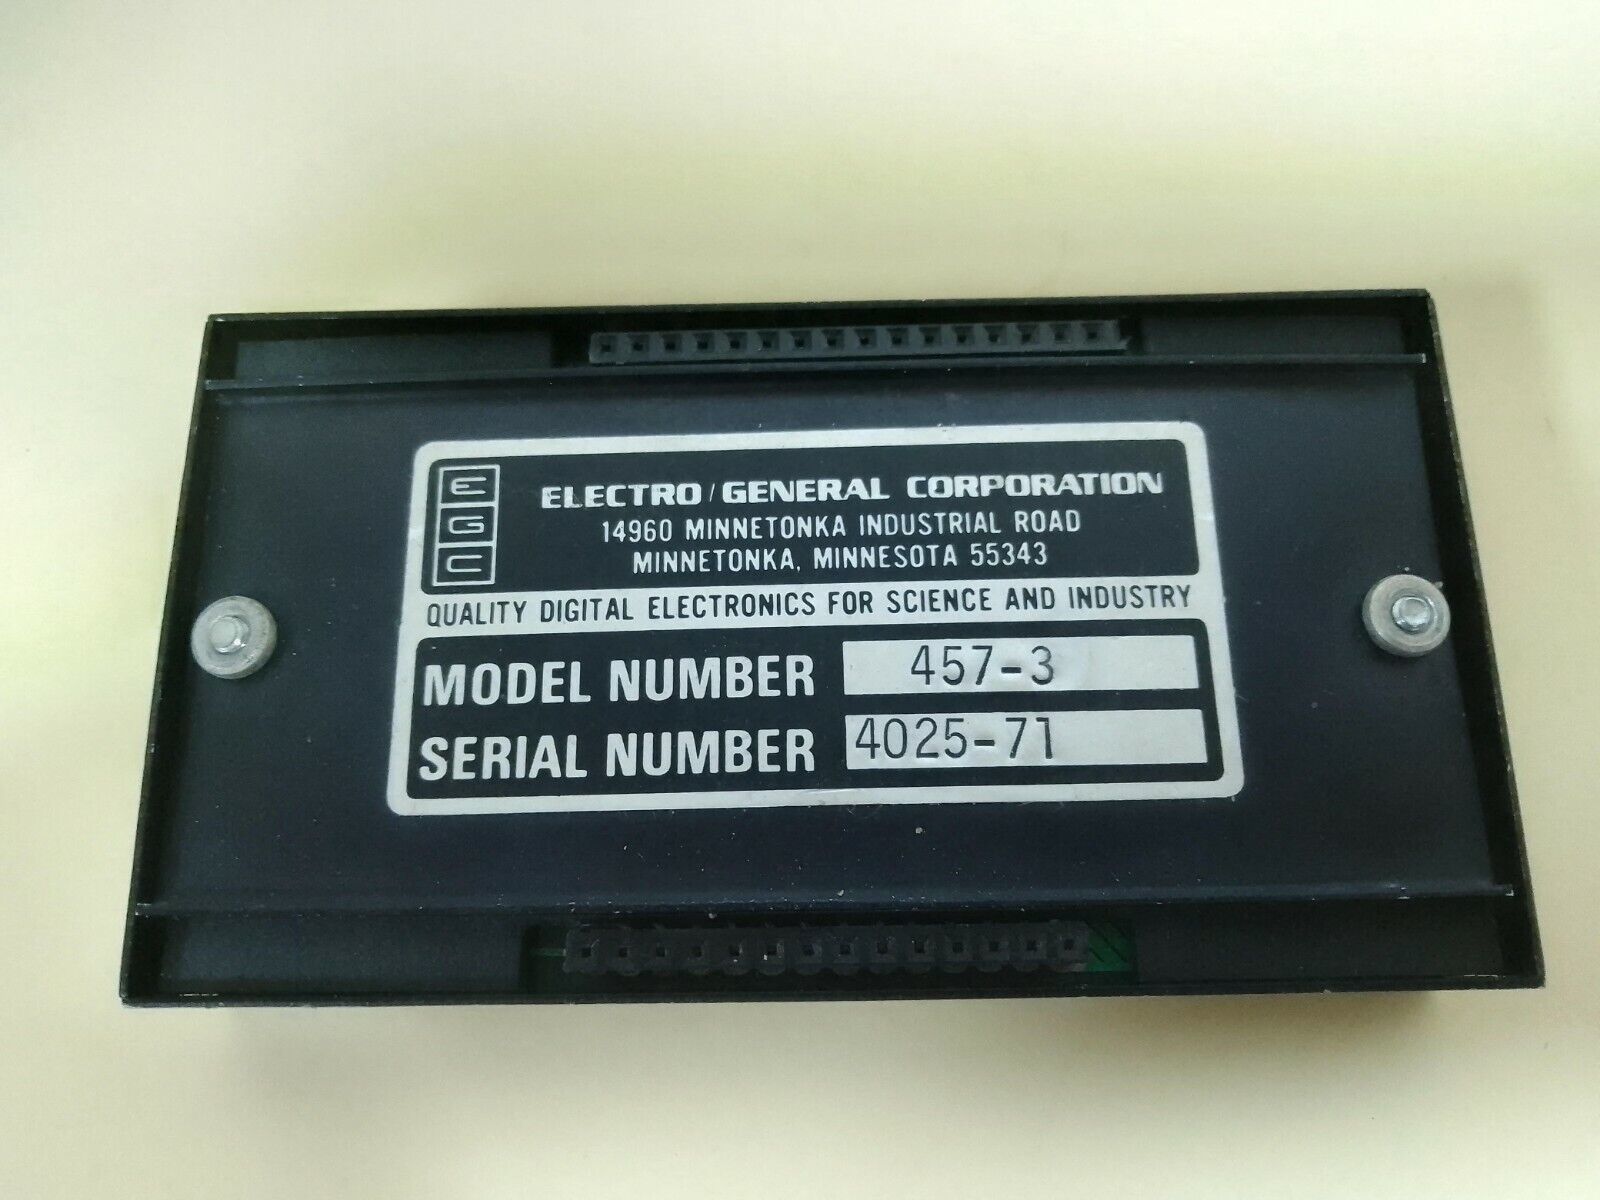 E
G
C
ELECTRO/GENERAL CORPORATION
14960 MINNETONKA INDUSTRIAL ROAD
MINNETONKA, MINNESOTA 55343
QUALITY DIGITAL ELECTRONICS FOR SCIENCE AND INDUSTRY
MODEL NUMBER 457-3
SERIAL NUMBER 4025-71